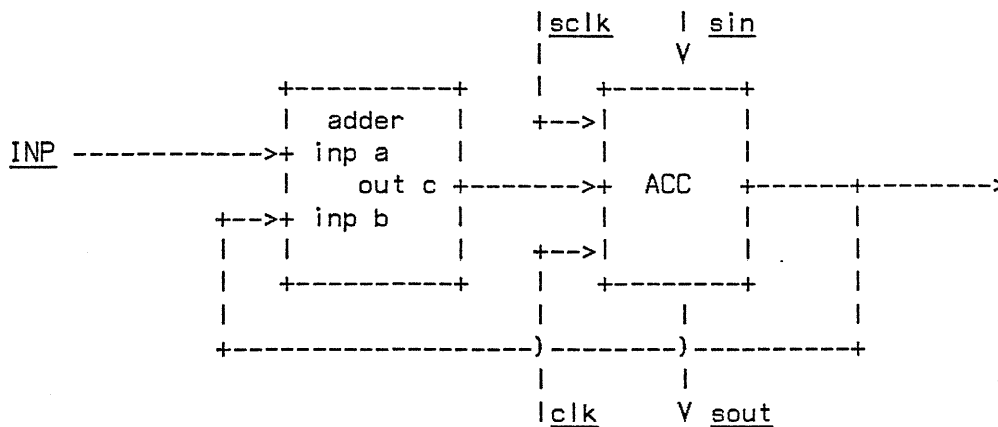 sclk sin
adder
INP inp a
out c ACC
inp b
clk sout